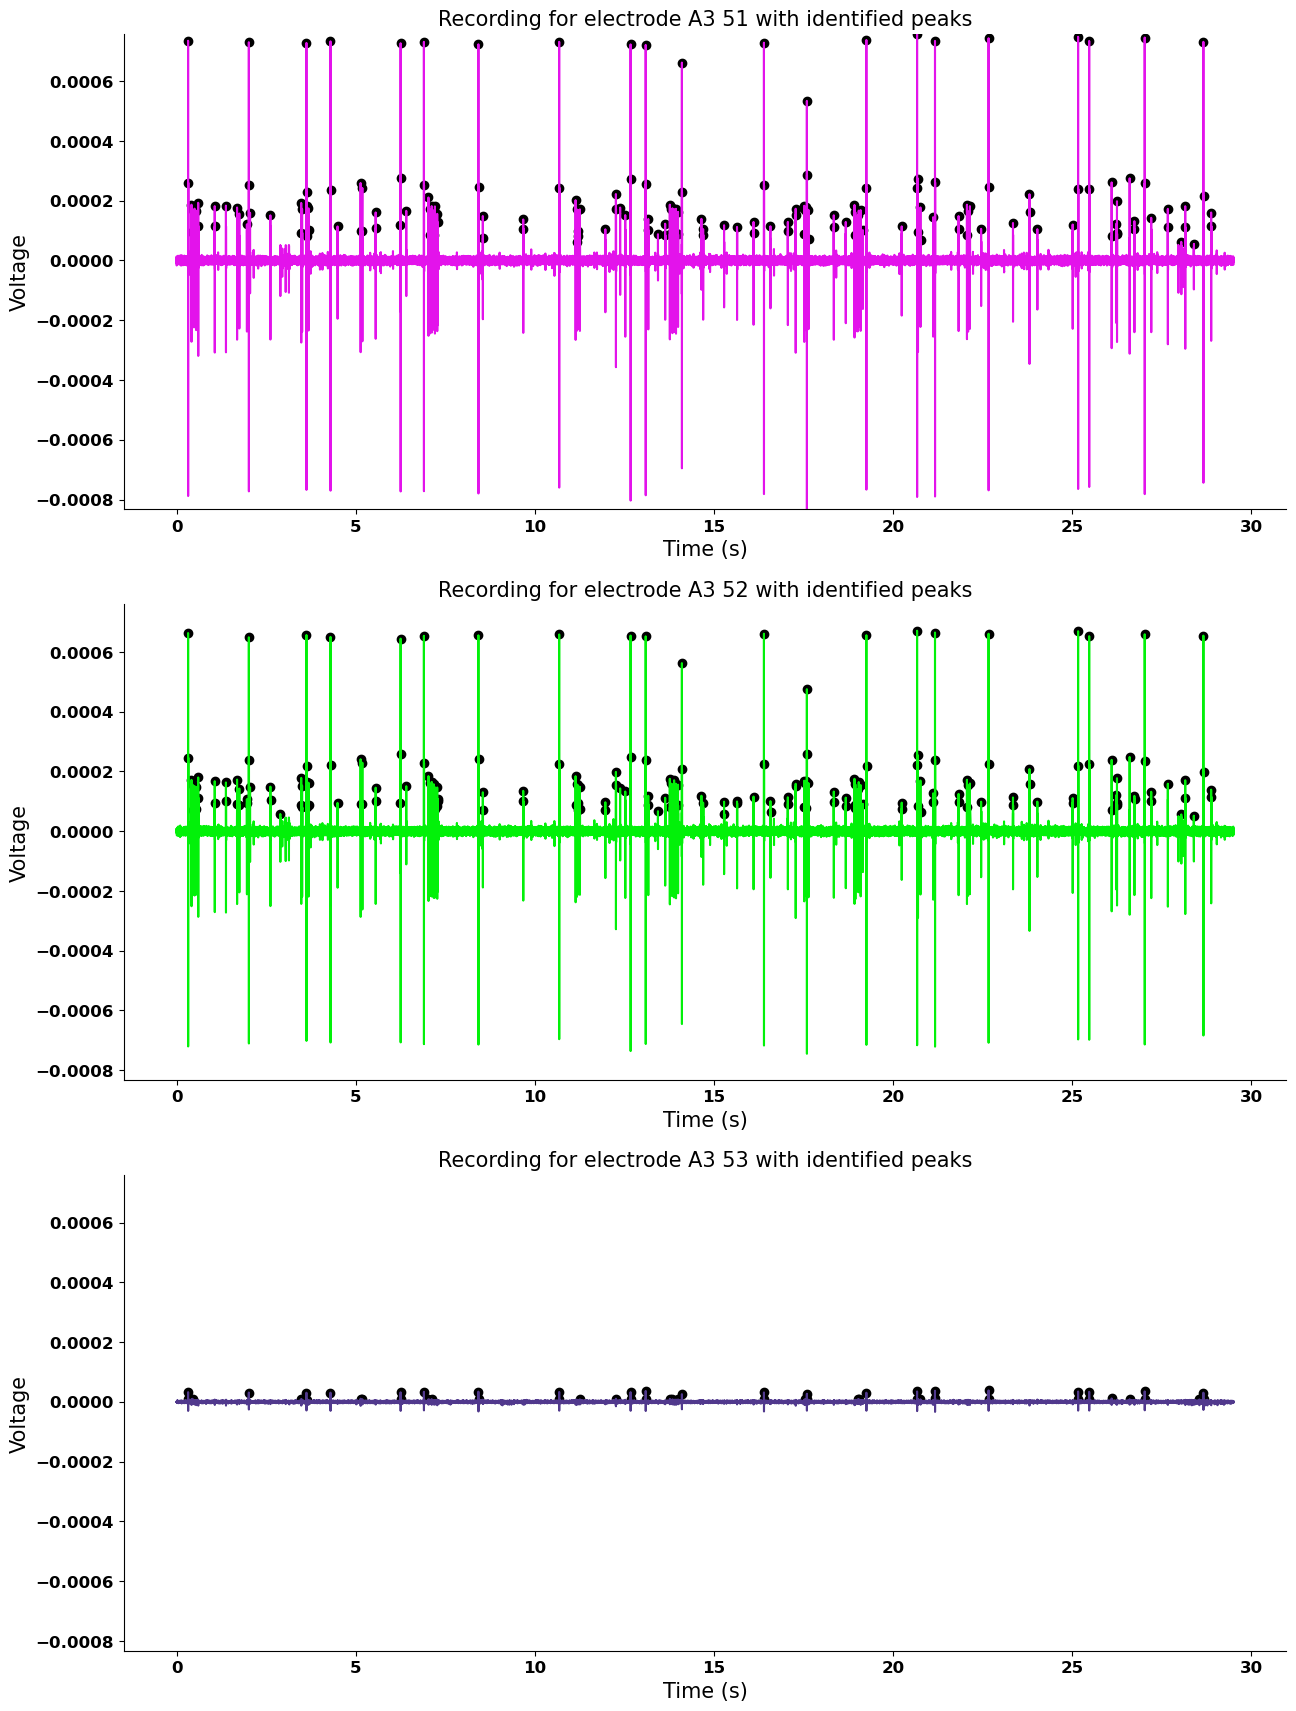 Recording for electrode A3 51 with identified peaks
0.0006
0.0004
0.0002
0.0000
−0.0002
−0.0004
−0.0006
−0.0008
Voltage
0 5 10 15 20 25 30
Time (s)
Recording for electrode A3 52 with identified peaks
0.0006
0.0004
0.0002
0.0000
−0.0002
−0.0004
−0.0006
−0.0008
Voltage
0 5 10 15 20 25 30
Time (s)
Recording for electrode A3 53 with identified peaks
0.0006
0.0004
0.0002
0.0000
−0.0002
−0.0004
−0.0006
−0.0008
Voltage
0 5 10 15 20 25 30
Time (s)